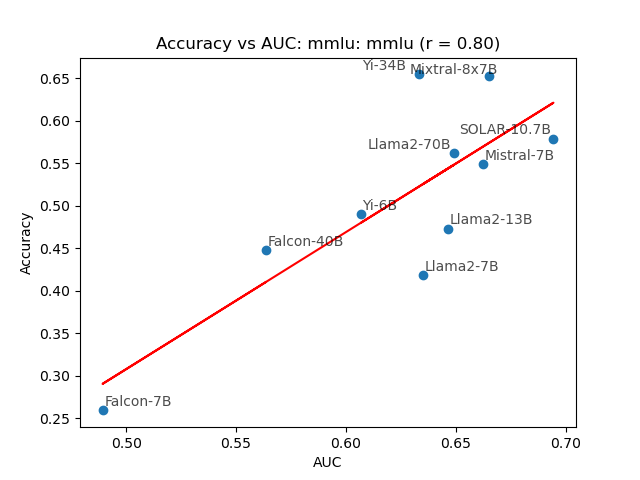 Accuracy vs AUC: mmlu: mmlu (r = 0.80)
Accuracy
0.65
0.60
0.55
0.50
0.45
0.40
0.35
0.30
0.25
Yi-34B
Mixtral-8x7B
SOLAR-10.7B
Llama2-70B
Mistral-7B
Yi-6B
Llama2-13B
Falcon-40B
Llama2-7B
Falcon-7B
0.50
0.55
0.60
0.65
0.70
AUC